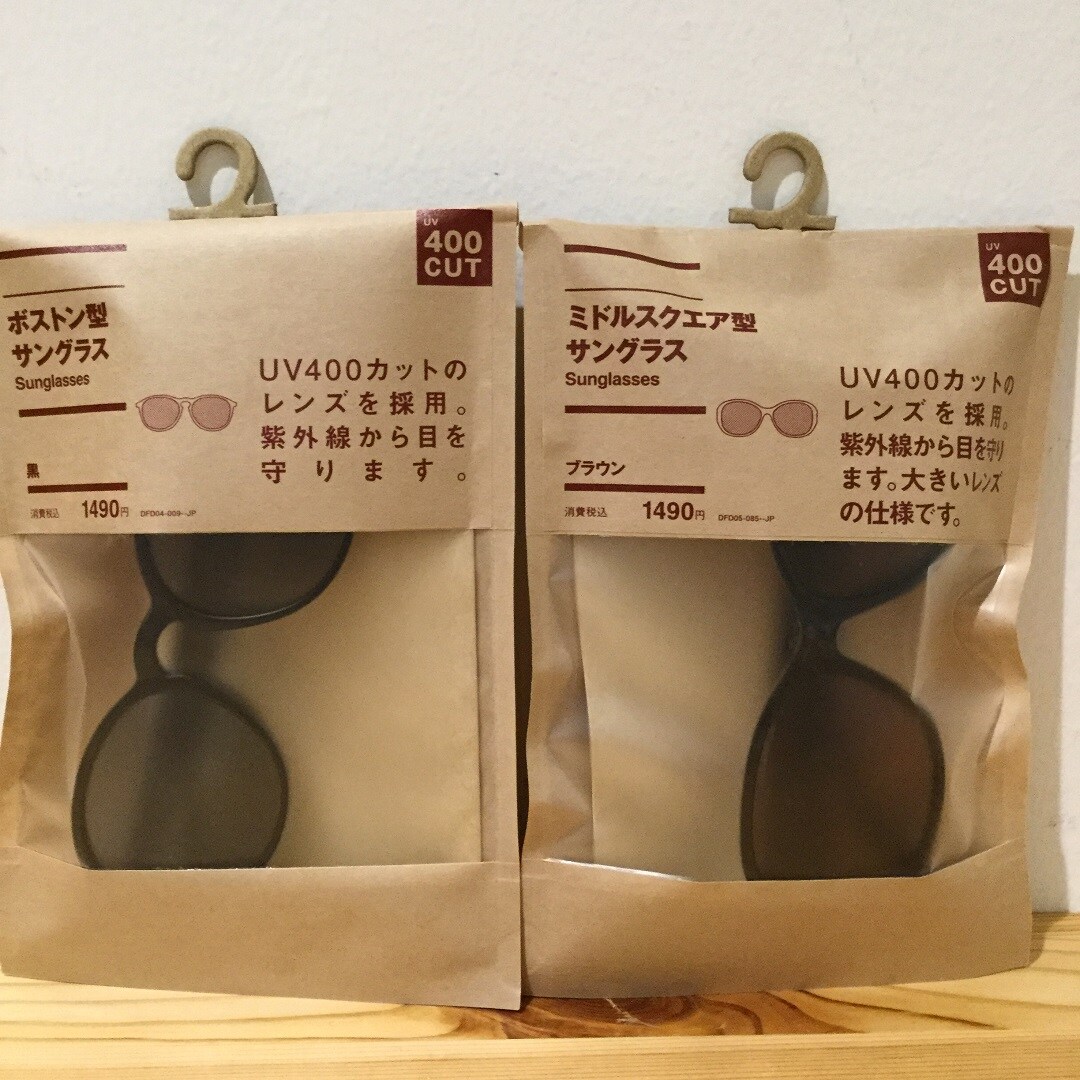 UV
400
CUT
ボストン型
サングラス
Sunglasses
UV400カットの
レンズを採用。
紫外線から目を
守ります。
黒
消費税込 1490円 DFD04-009--JP
UV
400
CUT
ミドルスクエア型
サングラス
Sunglasses
UV400カットの
レンズを採用。
紫外線から目を守り
ます。大きいレンズ
の仕様です。
ブラウン
消費税込 1490円 DFD05-085--JP